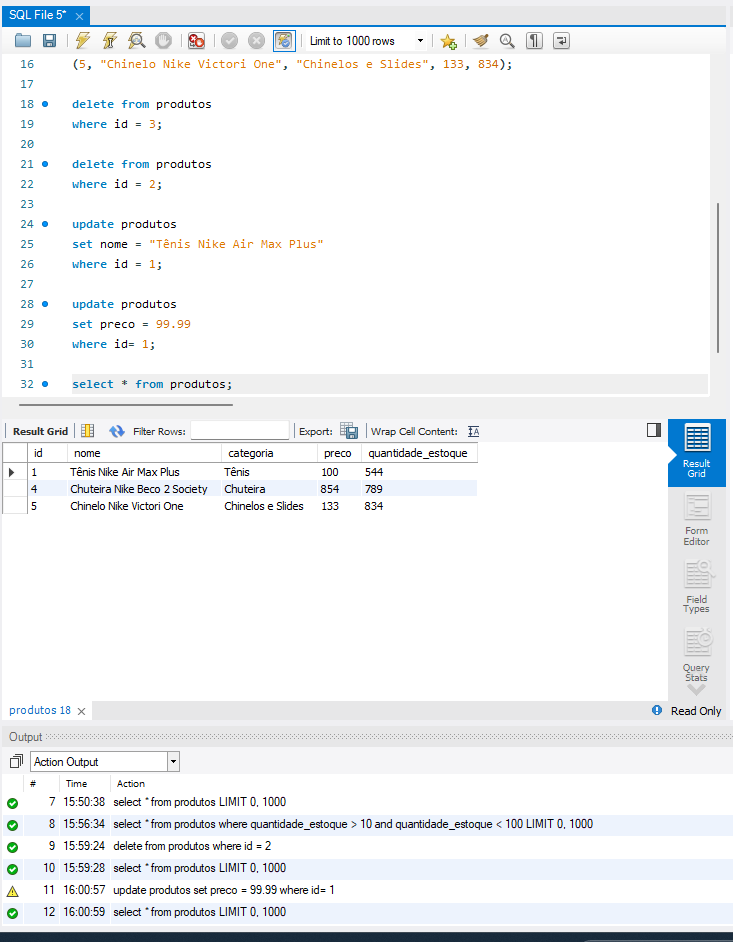 SQL File 5*
Limit to 1000 rows
16 (5, "Chinelo Nike Victori One", "Chinelos e Slides", 133, 834);
17
18 delete from produtos
19 where id = 3;
20
21 delete from produtos
22 where id = 2;
23
24 update produtos
25 set nome = "Tênis Nike Air Max Plus"
26 where id = 1;
27
28 update produtos
29 set preco = 99.99
30 where id= 1;
31
32 select * from produtos;
Result Grid Filter Rows: Export: Wrap Cell Content:
id nome categoria preco quantidade_estoque
1 Tênis Nike Air Max Plus Tênis 100 544
4 Chuteira Nike Beco 2 Society Chuteira 854 789
5 Chinelo Nike Victori One Chinelos e Slides 133 834
Result
Grid
Form
Editor
Field
Types
Query
Stats
produtos 18 Read Only
Output
Action Output
# Time Action
7 15:50:38 select * from produtos LIMIT 0, 1000
8 15:56:34 select * from produtos where quantidade_estoque > 10 and quantidade_estoque < 100 LIMIT 0, 1000
9 15:59:24 delete from produtos where id = 2
10 15:59:28 select * from produtos LIMIT 0, 1000
11 16:00:57 update produtos set preco = 99.99 where id= 1
12 16:00:59 select * from produtos LIMIT 0, 1000